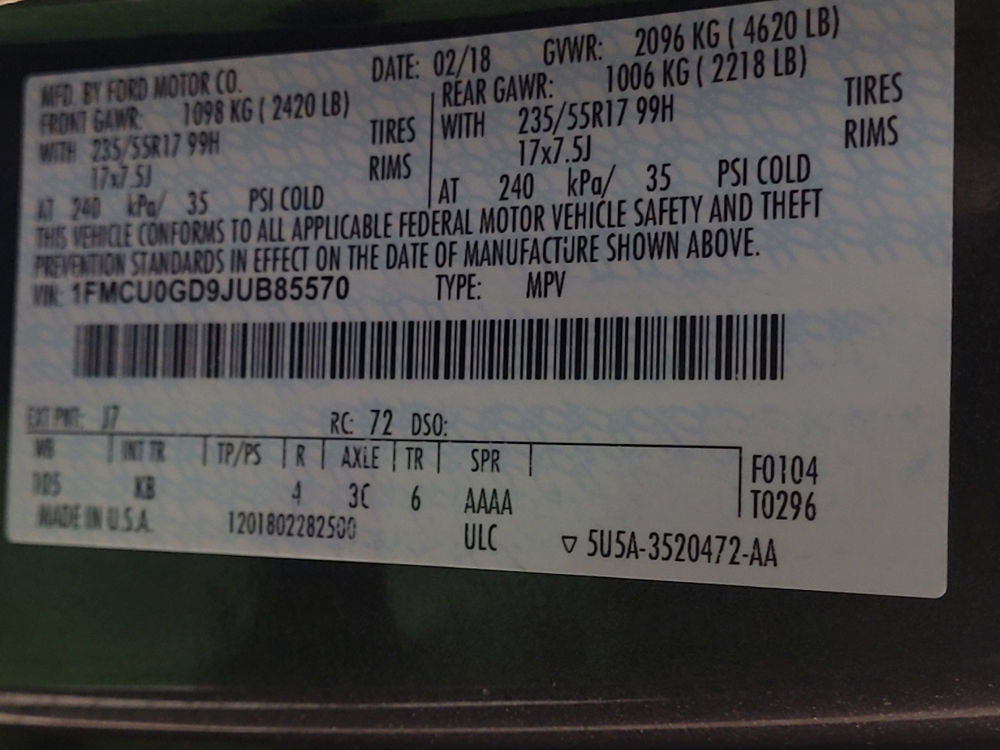 MFD. BY FORD MOTOR CO. DATE: 02/18 GVWR: 2096 KG ( 4620 LB)
FRONT GAWR: 1098 KG ( 2420 LB) REAR GAWR: 1006 KG ( 2218 LB)
WITH 235/55R17 99H TIRES WITH 235/55R17 99H TIRES
17x7.5J RIMS 17x7.5J RIMS
AT 240 kPa/ 35 PSI COLD AT 240 kPa/ 35 PSI COLD
THIS VEHICLE CONFORMS TO ALL APPLICABLE FEDERAL MOTOR VEHICLE SAFETY AND THEFT
PREVENTION STANDARDS IN EFFECT ON THE DATE OF MANUFACTURE SHOWN ABOVE.
VIN: 1FMCU0GD9JUB85570 TYPE: MPV
EXT PNT: J7 RC: 72 DSO:
WB INT TR TP/PS R AXLE TR SPR F0104
105 KB 4 3C 6 AAAA T0296
MADE IN U.S.A. 1201802282500 ULC ▽ 5U5A-3520472-AA